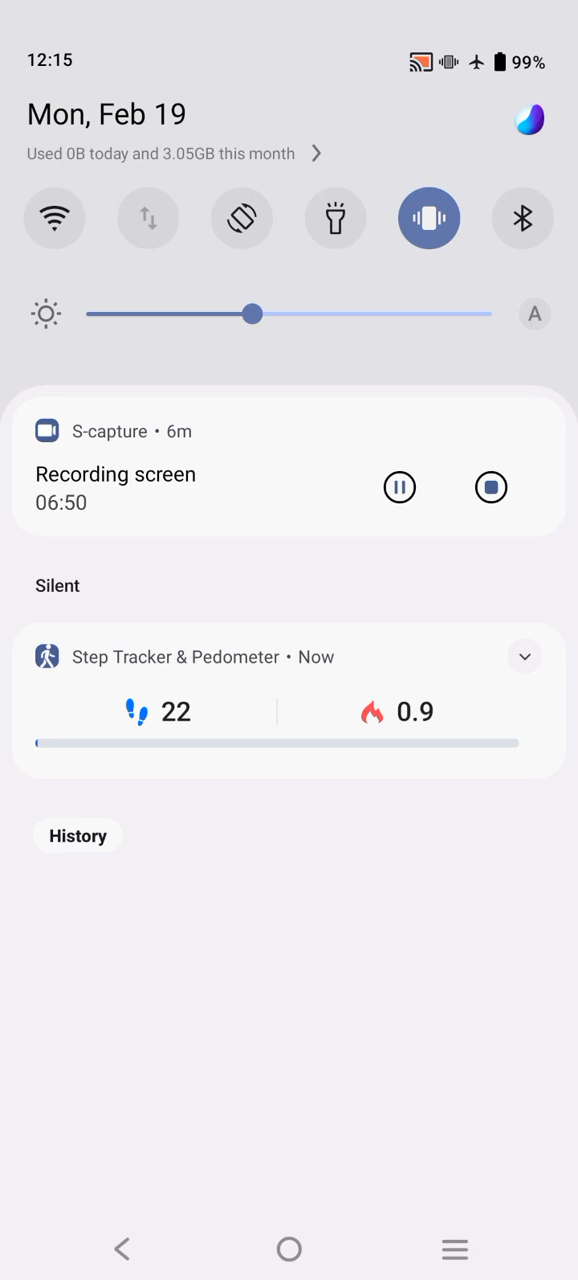 12:15
99%
Mon, Feb 19
Used 0B today and 3.05GB this month
A
S-capture • 6m
Recording screen
06:50
Silent
Step Tracker & Pedometer • Now
22
0.9
History